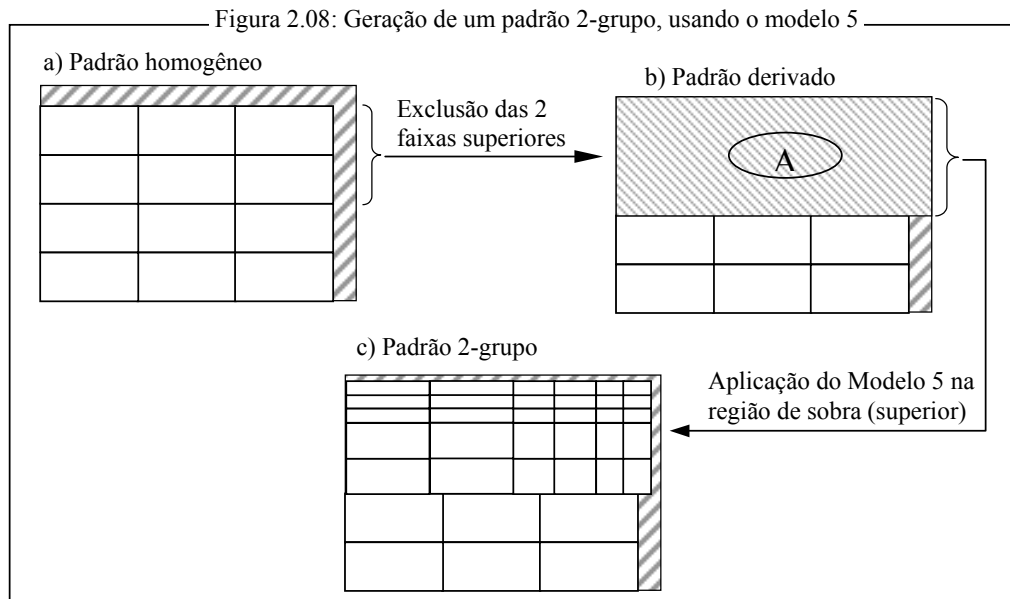 Figura 2.08: Geração de um padrão 2-grupo, usando o modelo 5
a) Padrão homogêneo
Exclusão das 2
faixas superiores
b) Padrão derivado
A
c) Padrão 2-grupo
Aplicação do Modelo 5 na
região de sobra (superior)